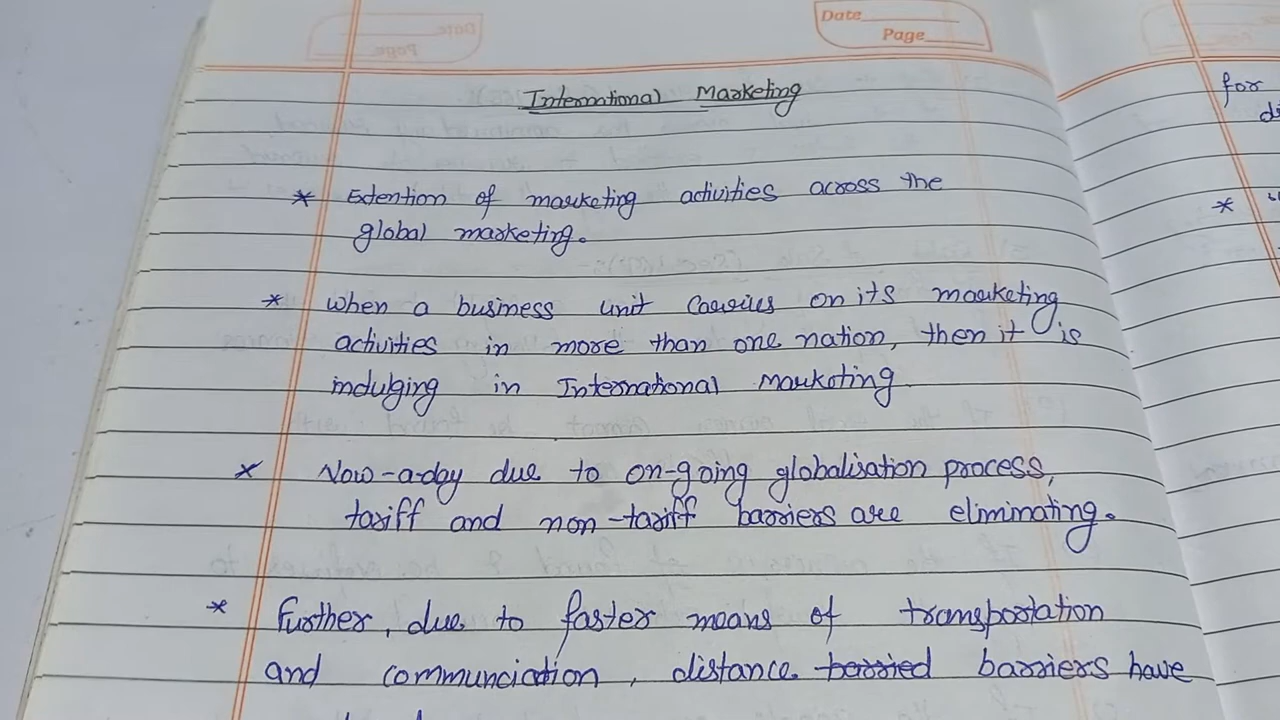 Date
Page
International Marketing
* Extention of marketing activities across the
global marketing.
* When a business unit carries on its marketing
activities in more than one nation, then it is
indulging in International Marketing
* Now-a-day due to on-going globalisation process,
tariff and non-tariff barriers are eliminating.
* Further, due to faster means of transportation
and communciation, distance barried barriers have
for
*